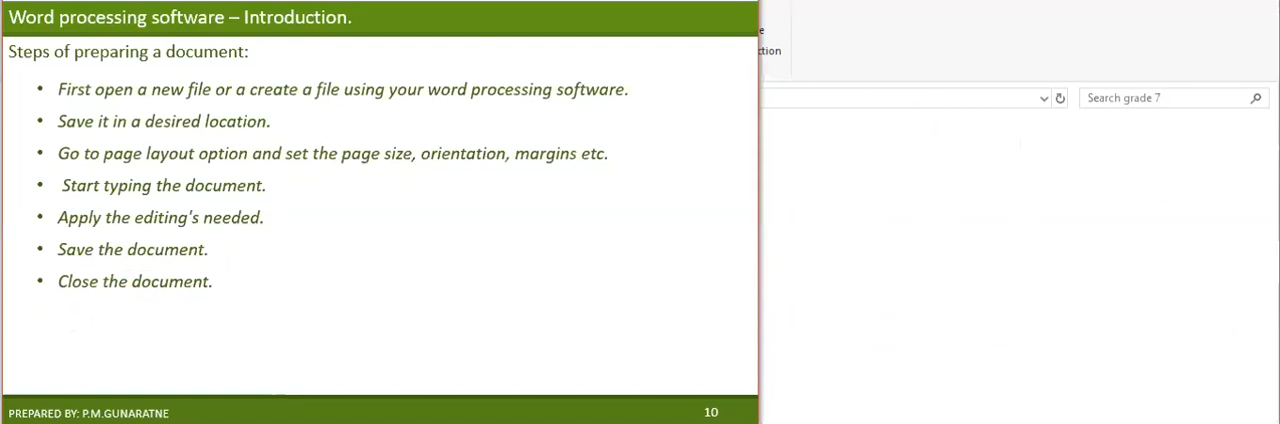 Word processing software – Introduction.
Steps of preparing a document:
• First open a new file or a create a file using your word processing software.
• Save it in a desired location.
• Go to page layout option and set the page size, orientation, margins etc.
• Start typing the document.
• Apply the editing's needed.
• Save the document.
• Close the document.
PREPARED BY: P.M.GUNARATNE
10
e
ction
Search grade 7